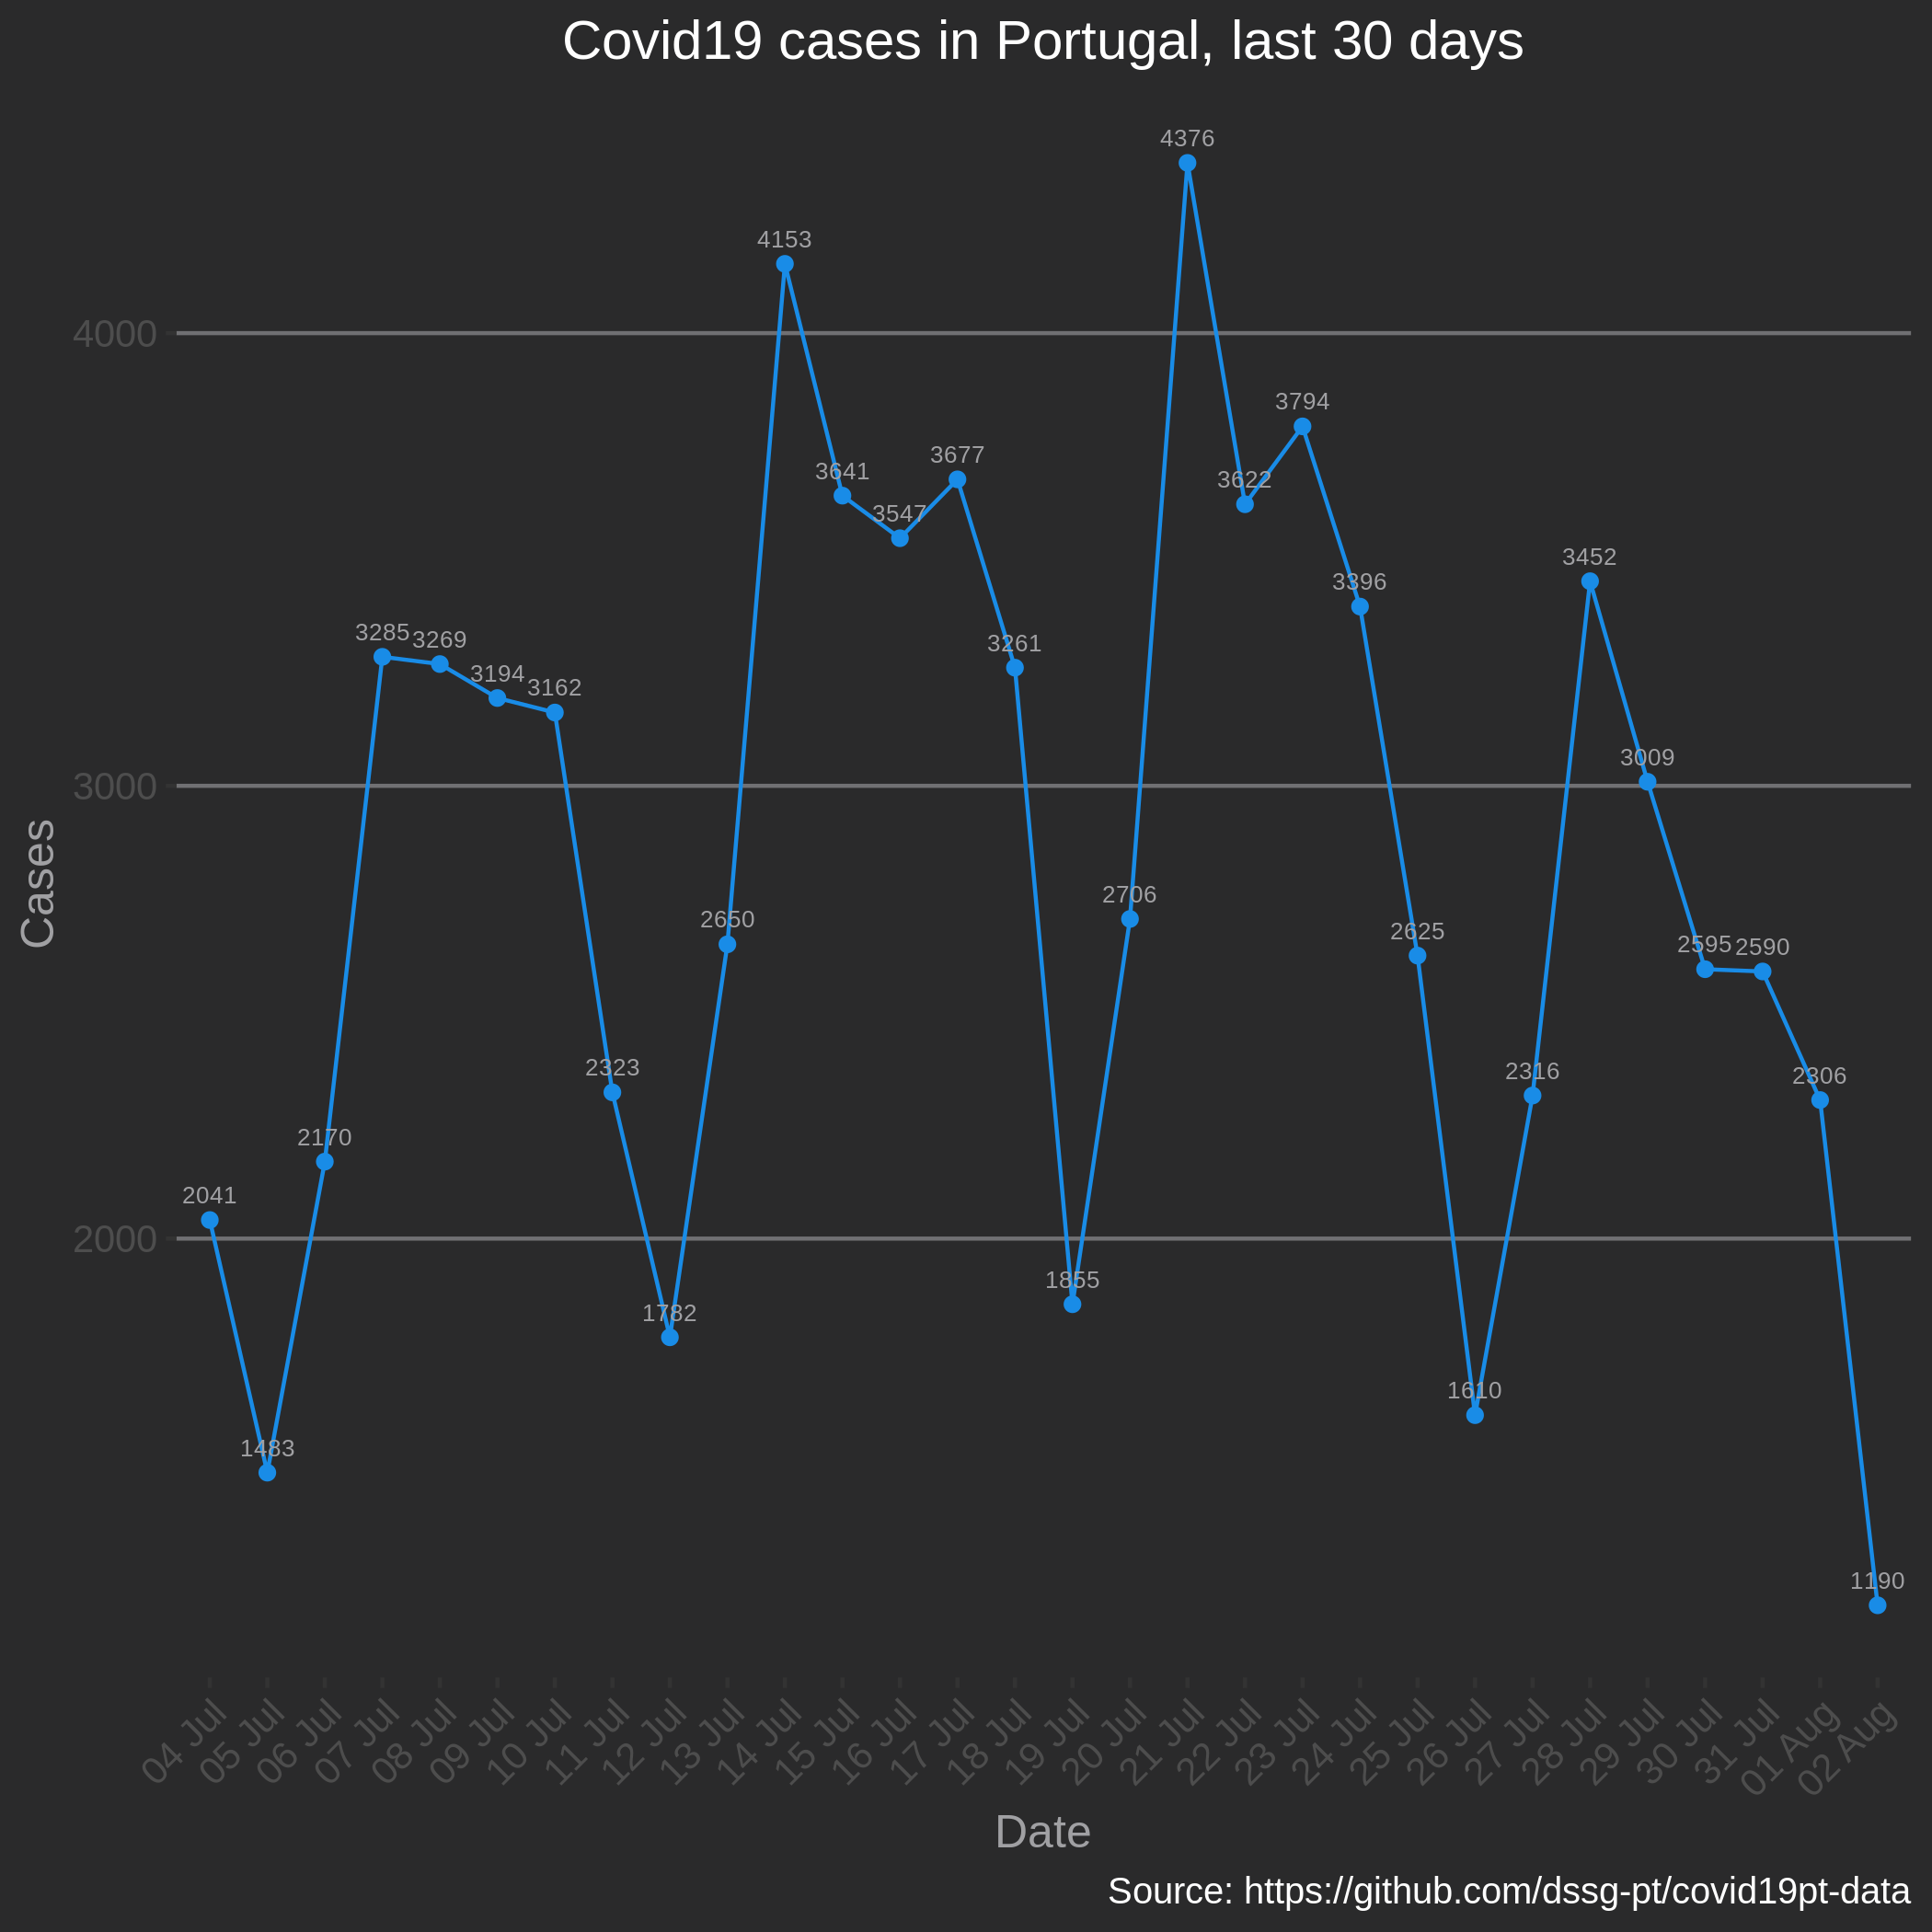 Covid19 cases in Portugal, last 30 days
4376
4153
4000
3794
3677
3641
3622
3547
3452
3396
3285
3269
3261
3194
3162
3009
3000
Cases
2706
2650
2625
2595
2590
2323
2316
2306
2170
2041
2000
1855
1782
1610
1483
1190
04 Jul
05 Jul
06 Jul
07 Jul
08 Jul
09 Jul
10 Jul
11 Jul
12 Jul
13 Jul
14 Jul
15 Jul
16 Jul
17 Jul
18 Jul
19 Jul
20 Jul
21 Jul
22 Jul
23 Jul
24 Jul
25 Jul
26 Jul
27 Jul
28 Jul
29 Jul
30 Jul
31 Jul
01 Aug
02 Aug
Date
Source: https://github.com/dssg-pt/covid19pt-data